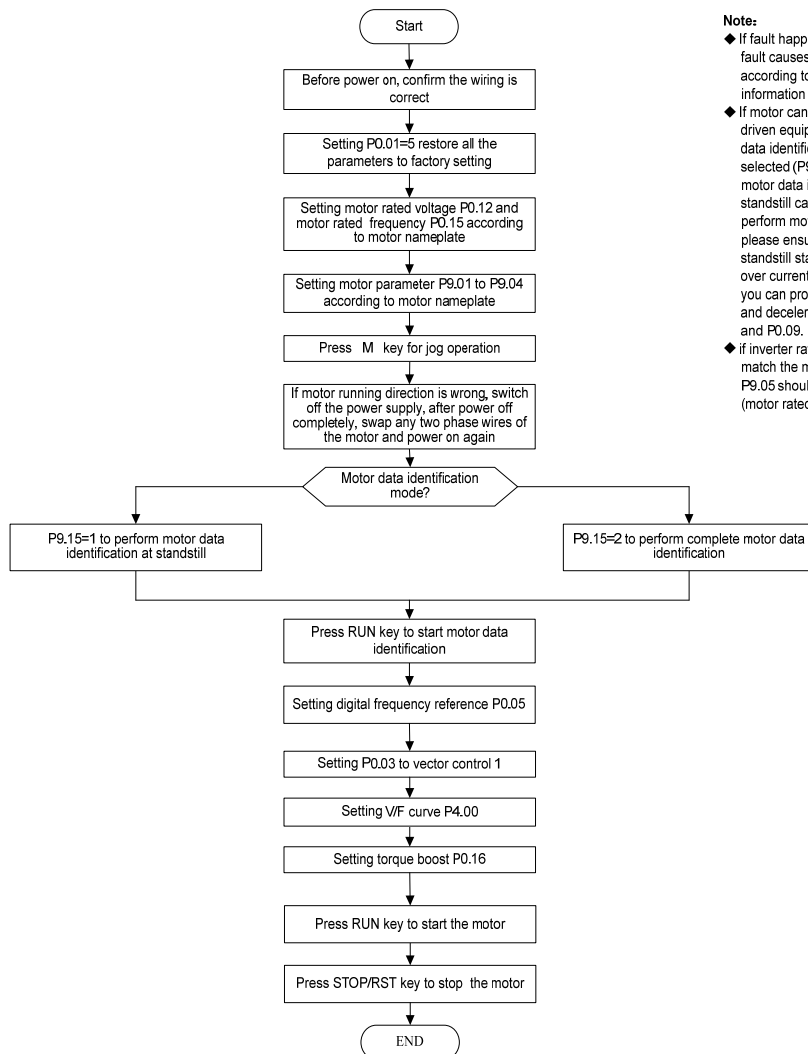 Start
Before power on, confirm the wiring is
correct
Setting P0.01=5 restore all the
parameters to factory setting
Setting motor rated voltage P0.12 and
motor rated frequency P0.15 according
to motor nameplate
Setting motor parameter P9.01 to P9.04
according to motor nameplate
Press M key for jog operation
If motor running direction is wrong, switch
off the power supply, after power off
completely, swap any two phase wires of
the motor and power on again
Motor data identification
mode?
P9.15=1 to perform motor data
identification at standstill
P9.15=2 to perform complete motor data
identification
Press RUN key to start motor data
identification
Setting digital frequency reference P0.05
Setting P0.03 to vector control 1
Setting V/F curve P4.00
Setting torque boost P0.16
Press RUN key to start the motor
Press STOP/RST key to stop the motor
END
Note:
◆ If fault happ
fault causes
according to
information
◆ If motor can
driven equip
data identific
selected (P9
motor data i
standstill ca
perform mo
please ensu
standstill sta
over current
you can pro
and deceler
and P0.09.
◆ if inverter ra
match the m
P9.05 shoul
(motor rated